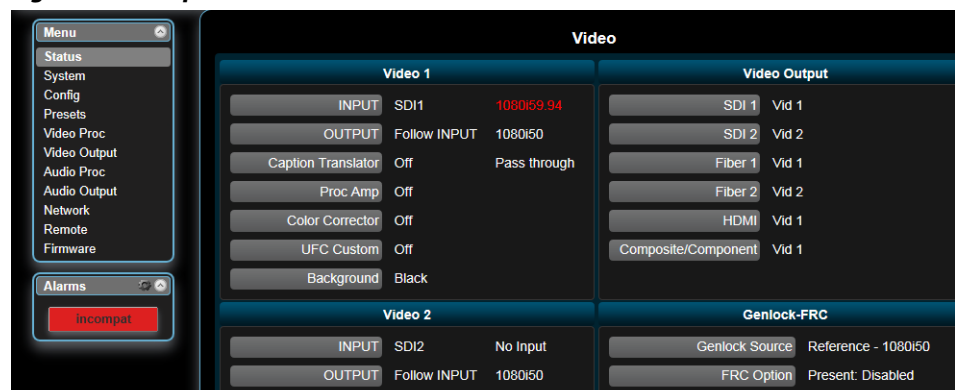 Menu
Status
System
Config
Presets
Video Proc
Video Output
Audio Proc
Audio Output
Network
Remote
Firmware
Alarms
incompat
Video
Video 1
INPUT SDI1 1080i59.94
OUTPUT Follow INPUT 1080i50
Caption Translator Off Pass through
Proc Amp Off
Color Corrector Off
UFC Custom Off
Background Black
Video Output
SDI 1 Vid 1
SDI 2 Vid 2
Fiber 1 Vid 1
Fiber 2 Vid 2
HDMI Vid 1
Composite/Component Vid 1
Video 2
INPUT SDI2 No Input
OUTPUT Follow INPUT 1080i50
Genlock-FRC
Genlock Source Reference - 1080i50
FRC Option Present: Disabled